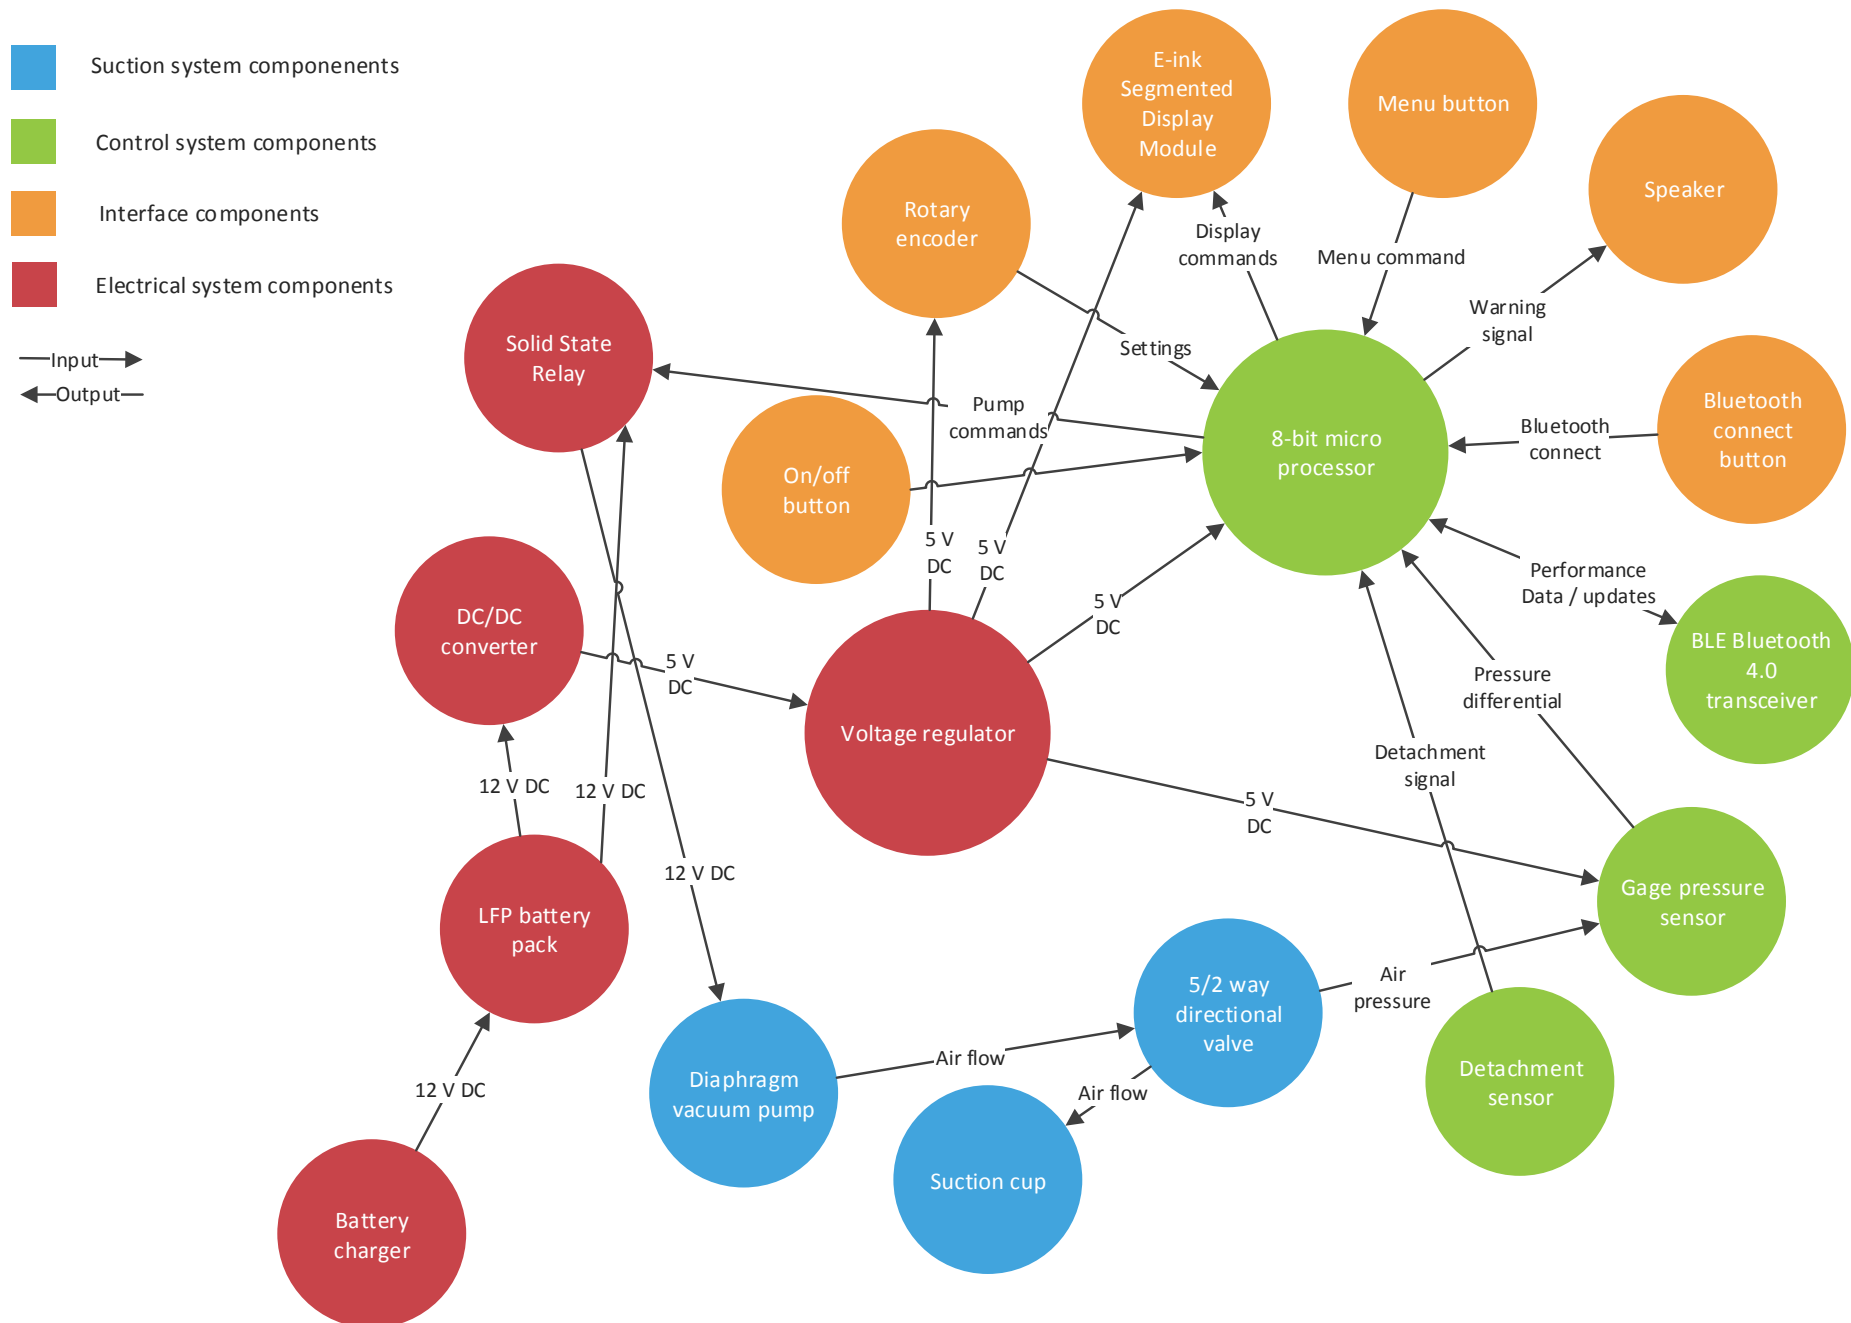 Suction system componenents
Control system components
Interface components
Electrical system components
Input
Output
E-ink
Segmented
Display
Module
Menu button
Speaker
Rotary
encoder
Display
commands
Menu command
Warning
signal
Solid State
Relay
Settings
Pump
commands
8-bit micro
processor
Bluetooth
connect
Bluetooth
connect
button
On/off
button
5 V
DC
5 V
DC
5 V
DC
Performance
Data / updates
DC/DC
converter
5 V
DC
Voltage regulator
BLE Bluetooth
4.0
transceiver
Pressure
differential
Detachment
signal
12 V DC
12 V DC
5 V
DC
12 V DC
LFP battery
pack
Gage pressure
sensor
5/2 way
directional
valve
Air
pressure
Air flow
Air flow
Diaphragm
vacuum pump
Detachment
sensor
12 V DC
Suction cup
Battery
charger